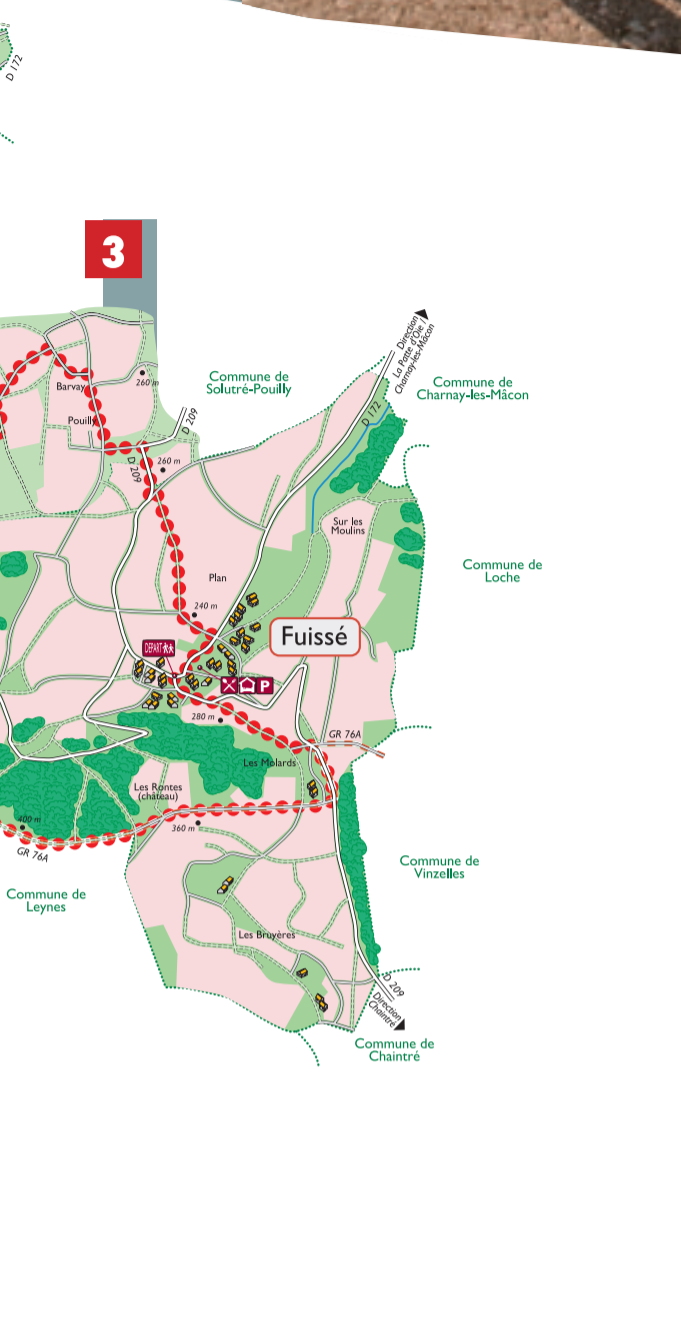 D 172
3
Direction
La Patte d'Oie /
Charnay-les-Mâcon
Commune de
Solutré-Pouilly
Commune de
Charnay-les-Mâcon
Barvay
260 m
Pouilly
D 209
D 172
D 209
260 m
Sur les
Moulins
Commune de
Loche
Plan
240 m
Fuissé
DÉPART
P
280 m
GR 76A
Les Molards
Les Rontes
(château)
400 m
360 m
GR 76A
Commune de
Vinzelles
Commune de
Leynes
Les Bruyères
D 209
Direction
Chaintré
Commune de
Chaintré